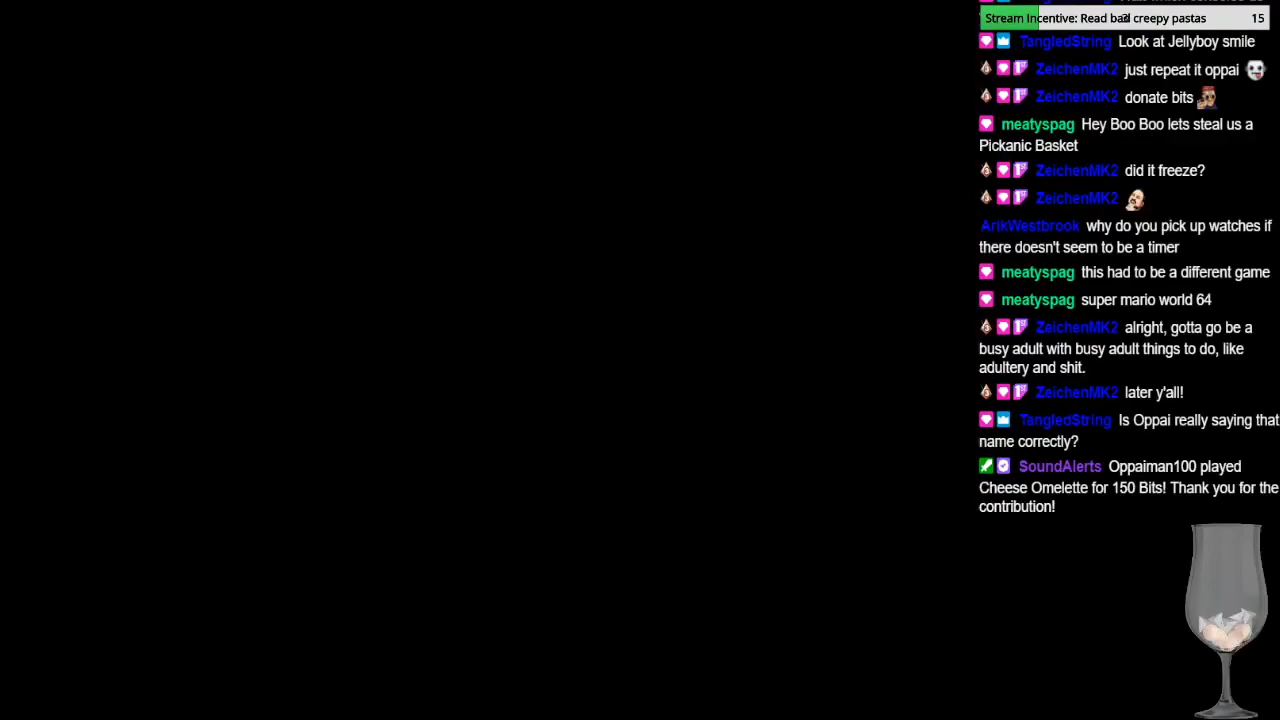 Stream Incentive: Read bad creepy pastas 15
TangledString Look at Jellyboy smile
ZeichenMK2 just repeat it oppai
ZeichenMK2 donate bits
meatyspag Hey Boo Boo lets steal us a
Pickanic Basket
ZeichenMK2 did it freeze?
ZeichenMK2
ArikWestbrook why do you pick up watches if
there doesn't seem to be a timer
meatyspag this had to be a different game
meatyspag super mario world 64
ZeichenMK2 alright, gotta go be a
busy adult with busy adult things to do, like
adultery and shit.
ZeichenMK2 later y'all!
TangledString Is Oppai really saying that
name correctly?
SoundAlerts Oppaiman100 played
Cheese Omelette for 150 Bits! Thank you for the
contribution!